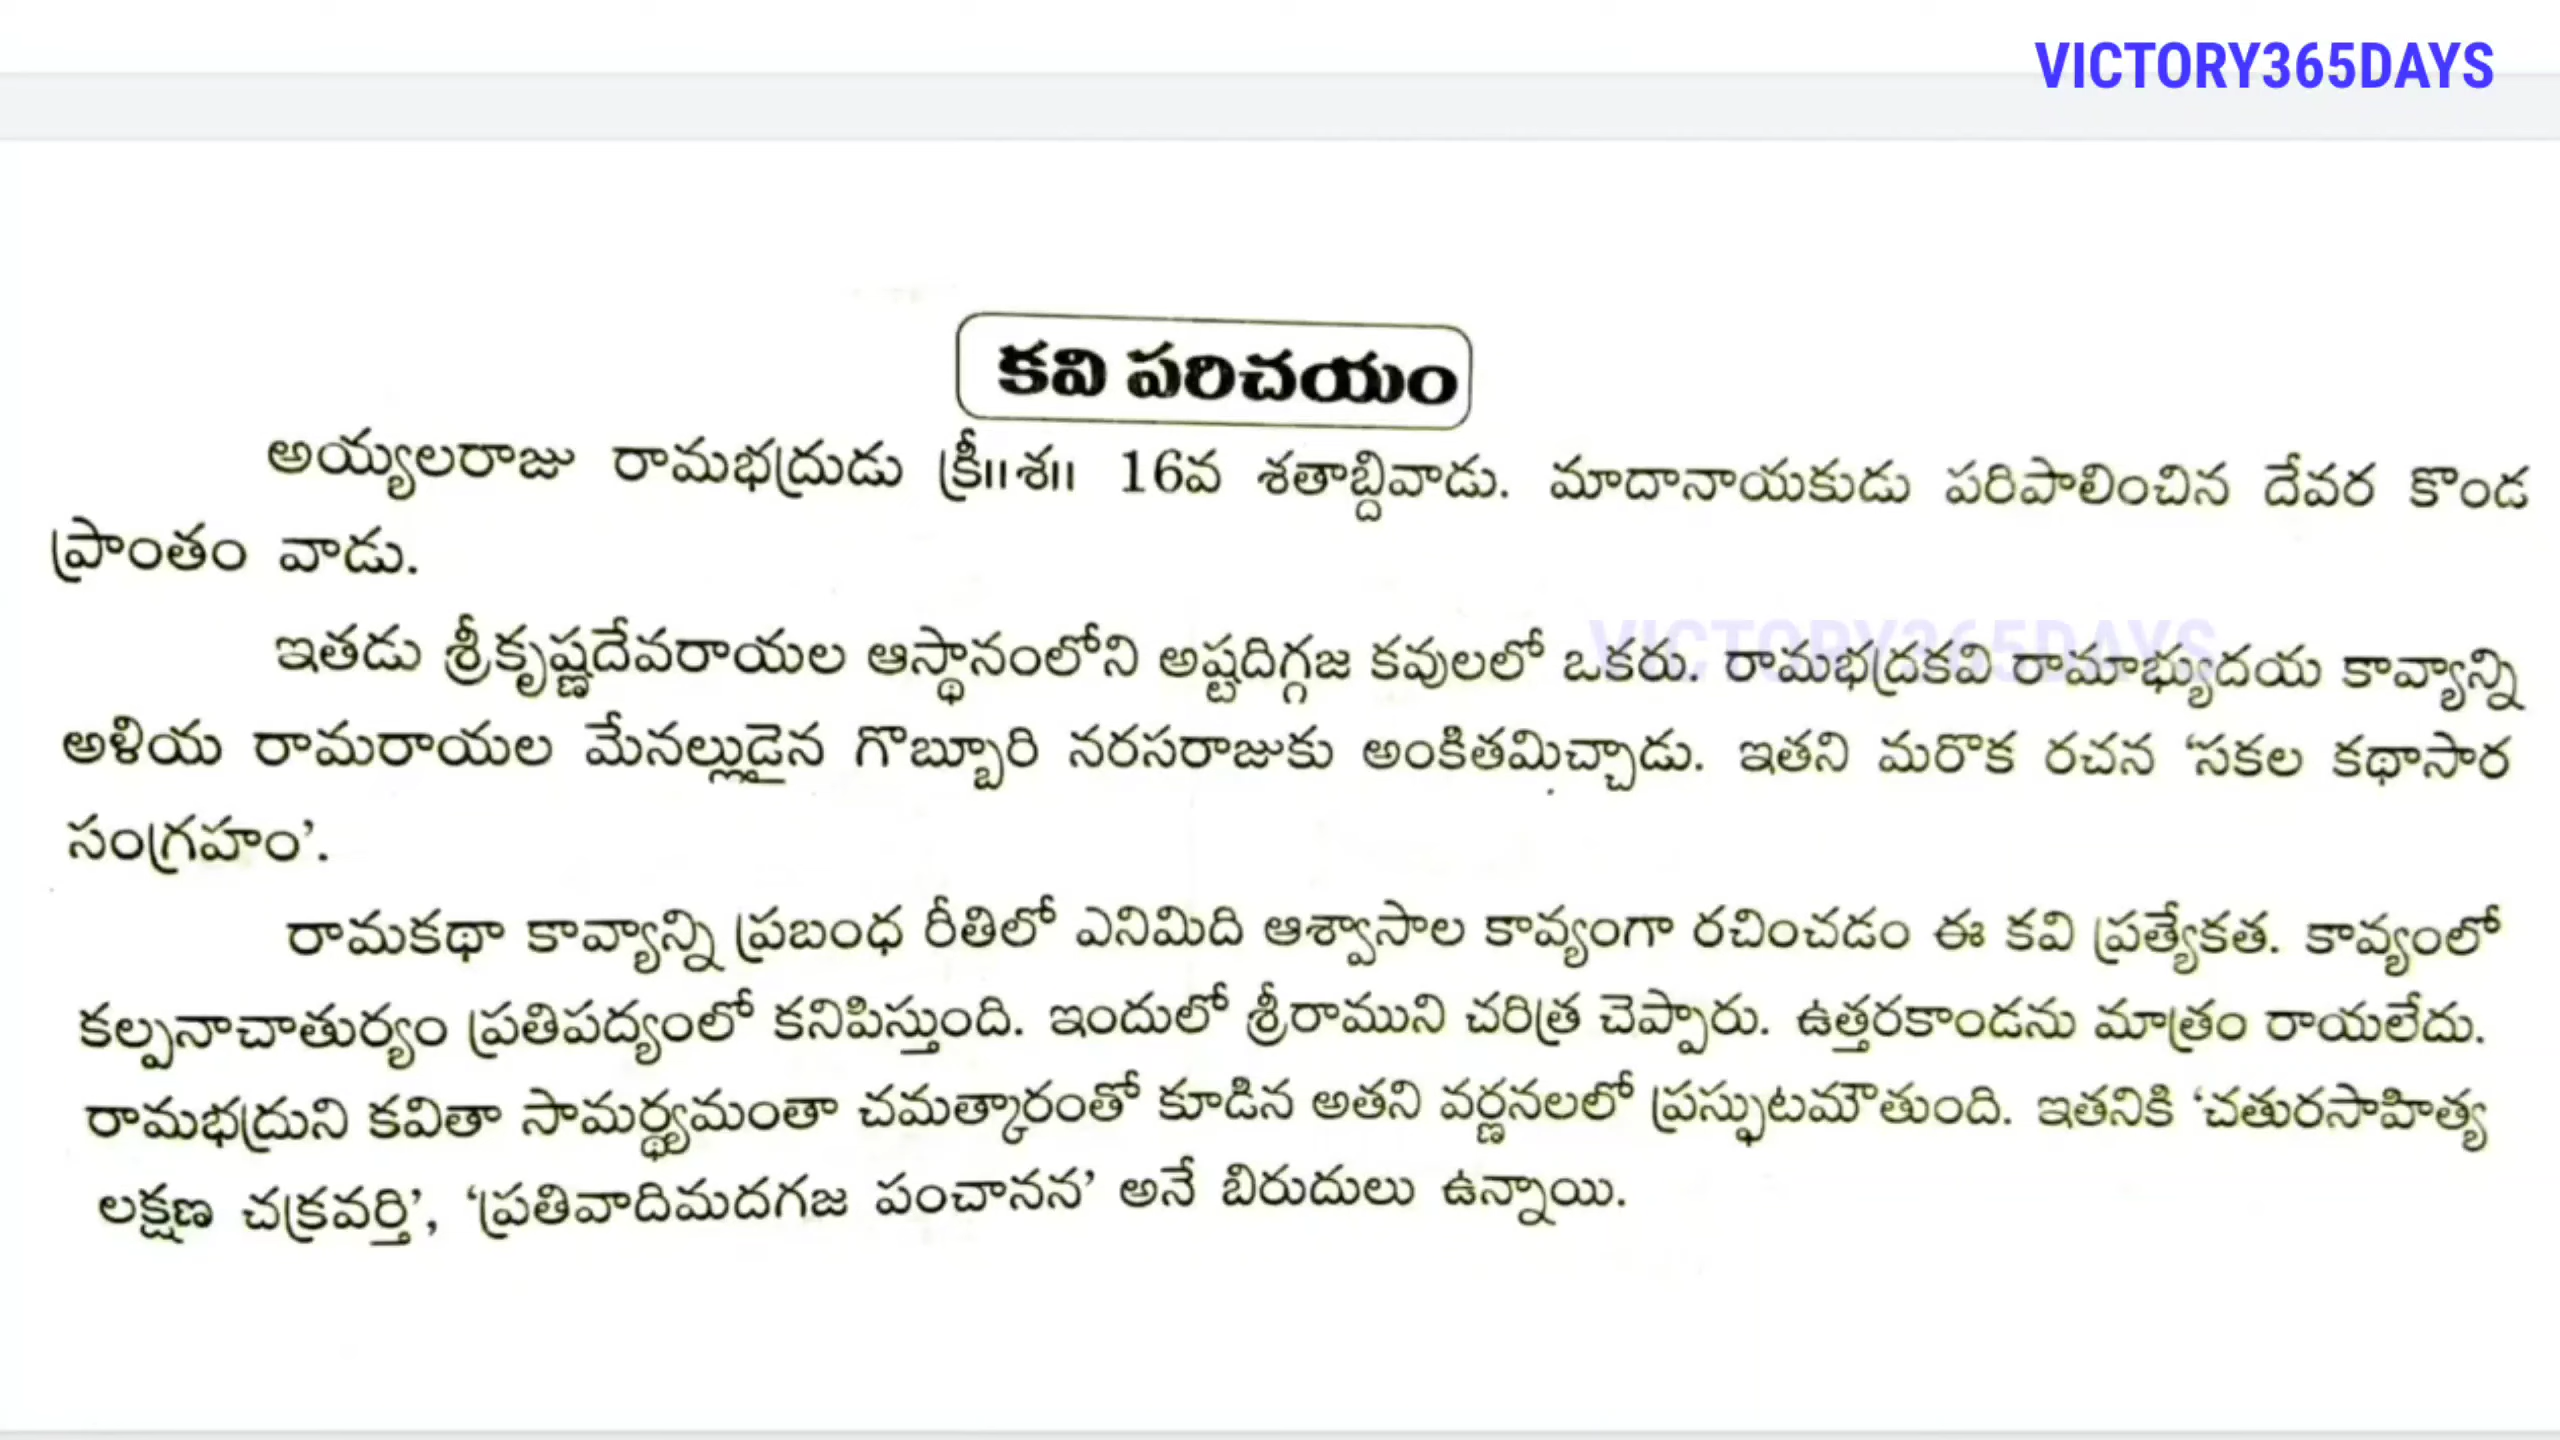 VICTORY365DAYS
కవి పరిచయం
అయ్యలరాజు రామభద్రుడు క్రీ॥శ॥ 16వ శతాబ్దివాడు. మాదానాయకుడు పరిపాలించిన దేవర కొండ
ప్రాంతం వాడు.
ఇతడు శ్రీకృష్ణదేవరాయల ఆస్థానంలోని అష్టదిగ్గజ కవులలో ఒకరు. రామభద్రకవి రామాభ్యుదయ కావ్యాన్ని
VICTORY365DAYS
అళియ రామరాయల మేనల్లుడైన గొబ్బూరి నరసరాజుకు అంకితమిచ్చాడు. ఇతని మరొక రచన ‘సకల కథాసార
సంగ్రహం’.
రామకథా కావ్యాన్ని ప్రబంధ రీతిలో ఎనిమిది ఆశ్వాసాల కావ్యంగా రచించడం ఈ కవి ప్రత్యేకత. కావ్యంలో
కల్పనాచాతుర్యం ప్రతిపద్యంలో కనిపిస్తుంది. ఇందులో శ్రీరాముని చరిత్ర చెప్పారు. ఉత్తరకాండను మాత్రం రాయలేదు.
రామభద్రుని కవితా సామర్థ్యమంతా చమత్కారంతో కూడిన అతని వర్ణనలలో ప్రస్ఫుటమౌతుంది. ఇతనికి ‘చతురసాహిత్య
లక్షణ చక్రవర్తి’, ‘ప్రతివాదిమదగజ పంచానన’ అనే బిరుదులు ఉన్నాయి.